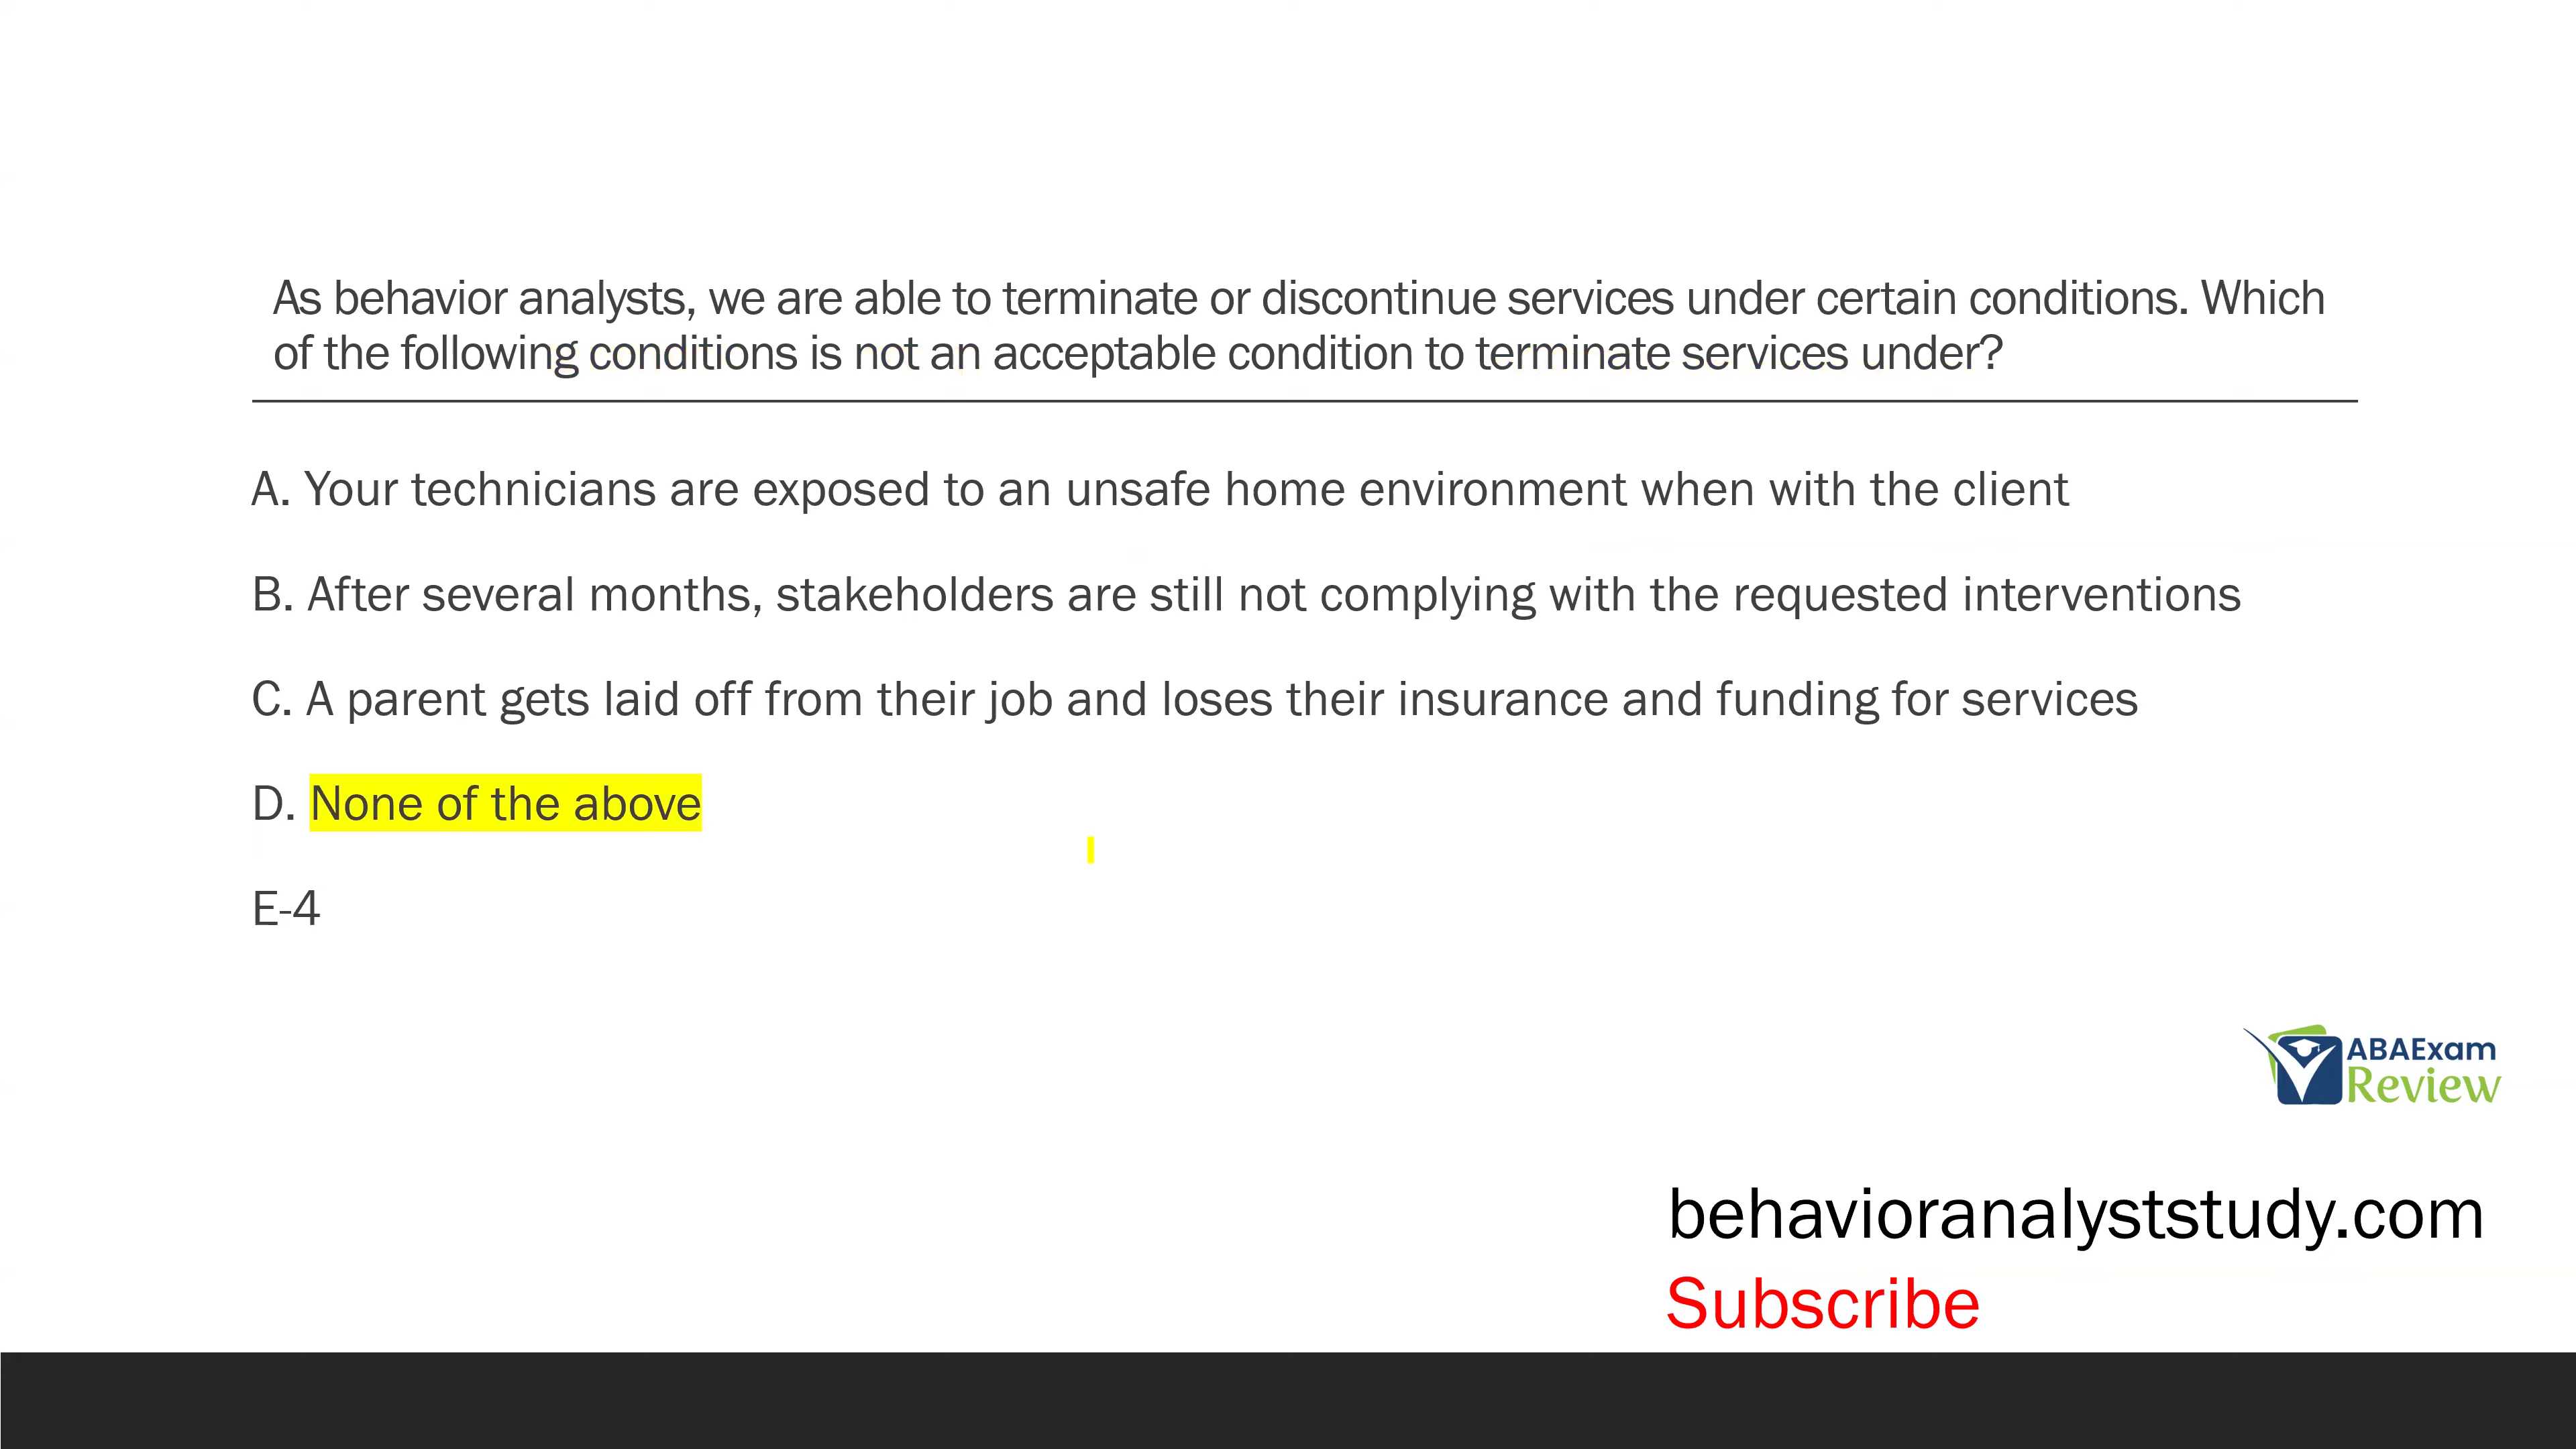 As behavior analysts, we are able to terminate or discontinue services under certain conditions. Which
of the following conditions is not an acceptable condition to terminate services under?
A. Your technicians are exposed to an unsafe home environment when with the client
B. After several months, stakeholders are still not complying with the requested interventions
C. A parent gets laid off from their job and loses their insurance and funding for services
D. None of the above
E-4
ABAExam
Review
behavioranalyststudy.com
Subscribe